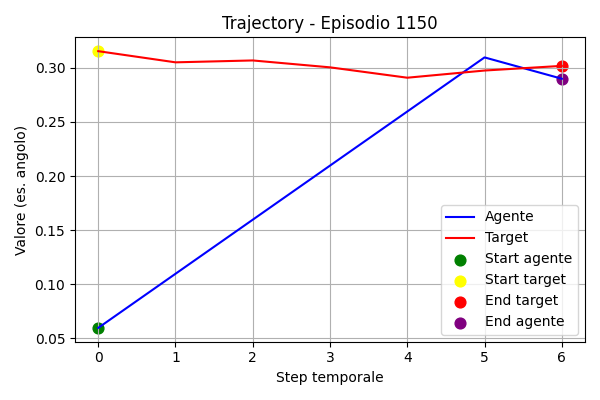 Trajectory - Episodio 1150
Valore (es. angolo)
0.30
0.25
0.20
0.15
0.10
0.05
0 1 2 3 4 5 6
Step temporale
Agente
Target
Start agente
Start target
End target
End agente